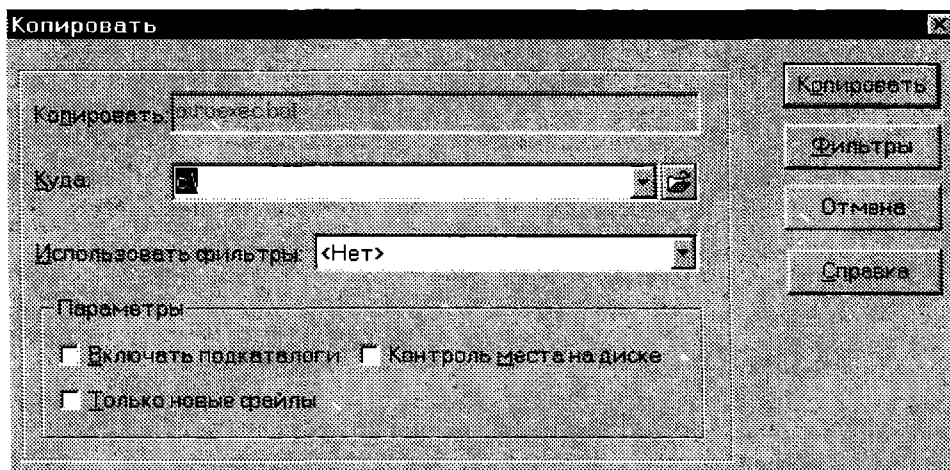 Копировать
Копировать:
Куда:
Использовать фильтры: <Нет>
Параметры
Включать подкаталоги Контроль места на диске
Только новые файлы
Копировать
Фильтры
Отмена
Справка